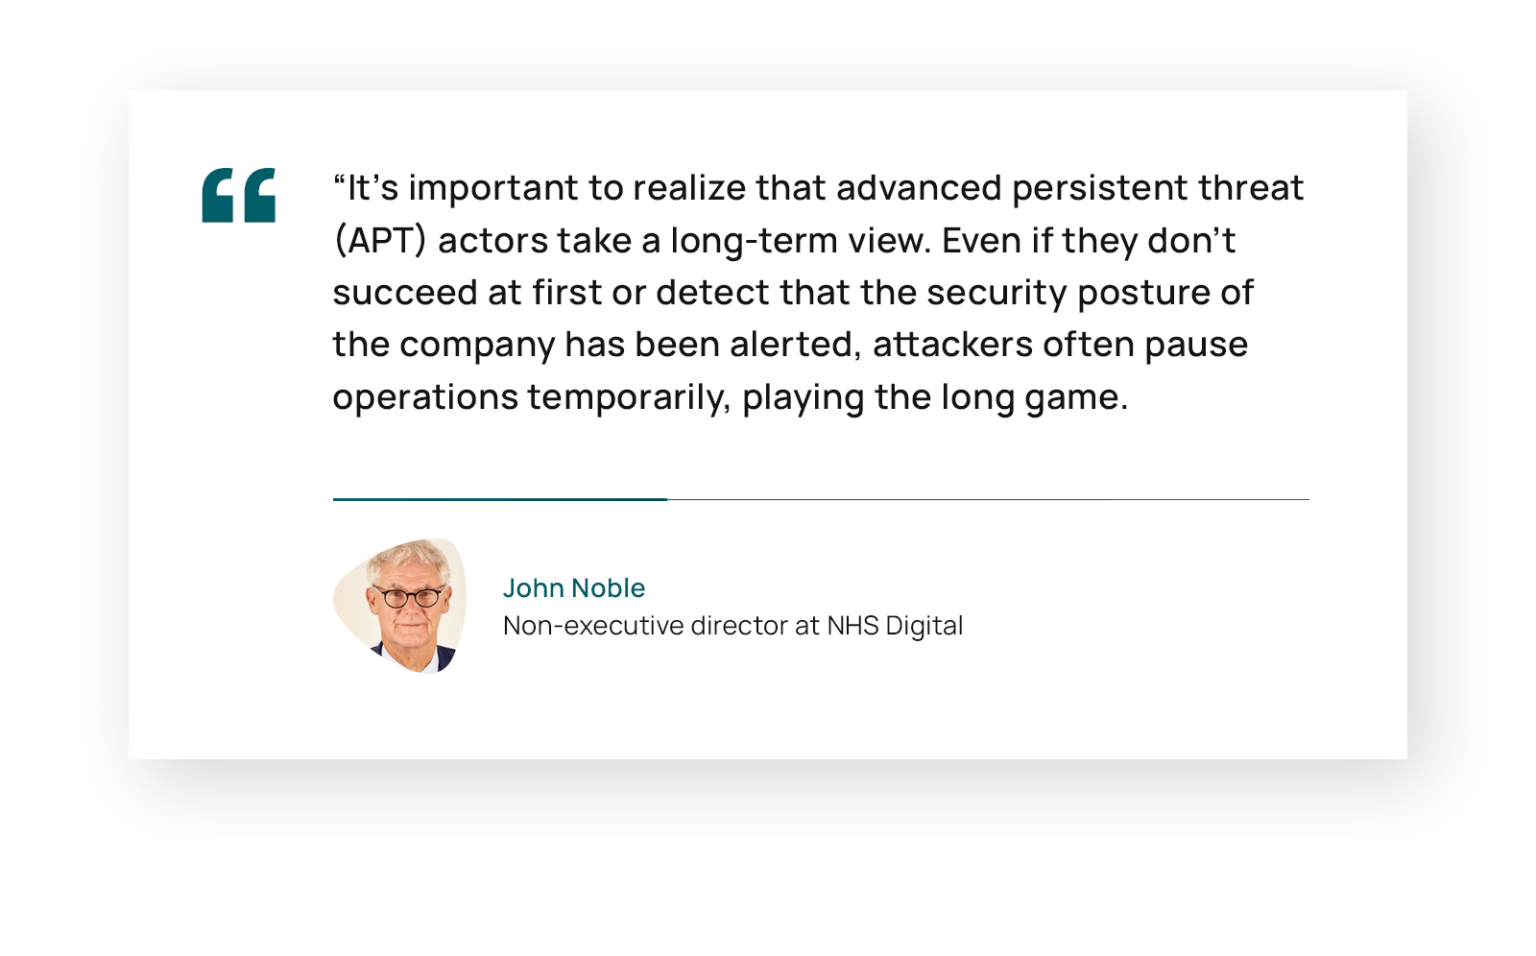 “It’s important to realize that advanced persistent threat
(APT) actors take a long-term view. Even if they don’t
succeed at first or detect that the security posture of
the company has been alerted, attackers often pause
operations temporarily, playing the long game.
John Noble
Non-executive director at NHS Digital